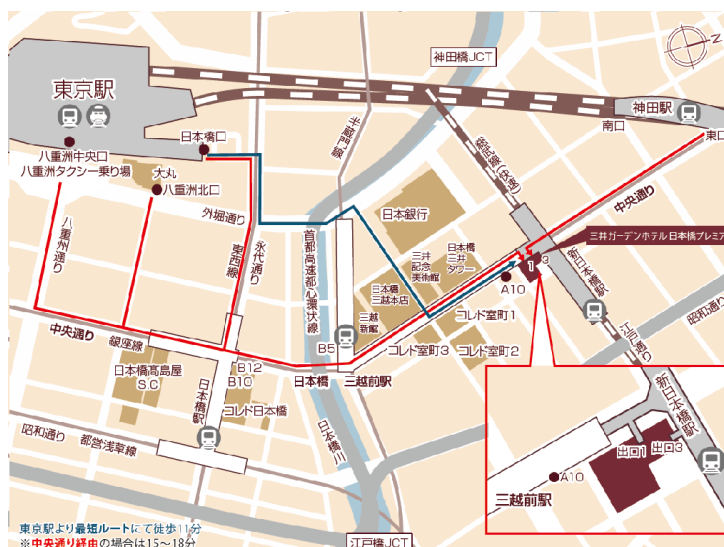 神田橋JCT
N
東京駅
神田駅
南口
東口
日本橋口
八重洲中央口
八重洲タクシー乗り場
大丸
八重洲北口
外堀通り
半蔵門線
総武線(快速)
中央通り
日本銀行
八重洲通り
東西線
永代通り
首都高速都心環状線
三井
記念
美術館
日本橋
三井
タワー
三井ガーデンホテル日本橋プレミア
1
3
新日本橋駅
日本橋
三越本店
三越
新館
A10
コレド室町1
昭和通り
中央通り
銀座線
B5
コレド室町3
コレド室町2
江戸通り
日本橋髙島屋
S.C
B12
B10
日本橋
三越前駅
コレド日本橋
日本橋駅
日本橋川
昭和通り
都営浅草線
新日本橋駅
出口1
出口3
A10
三越前駅
東京駅より最短ルートにて徒歩11分
※中央通り経由の場合は15~18分
江戸橋JCT